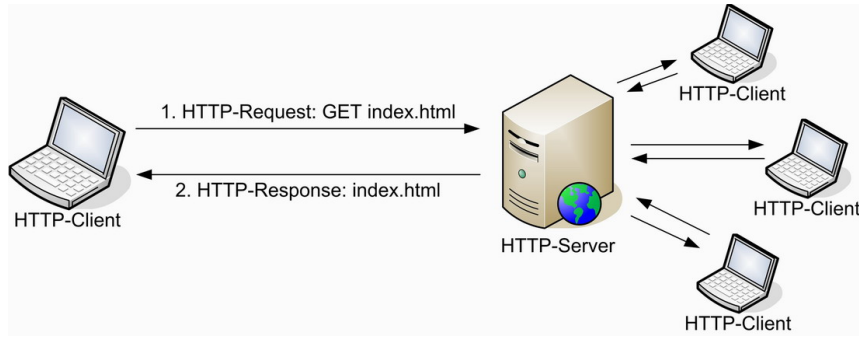 1. HTTP-Request: GET index.html
2. HTTP-Response: index.html
HTTP-Client
HTTP-Server
HTTP-Client
HTTP-Client
HTTP-Client